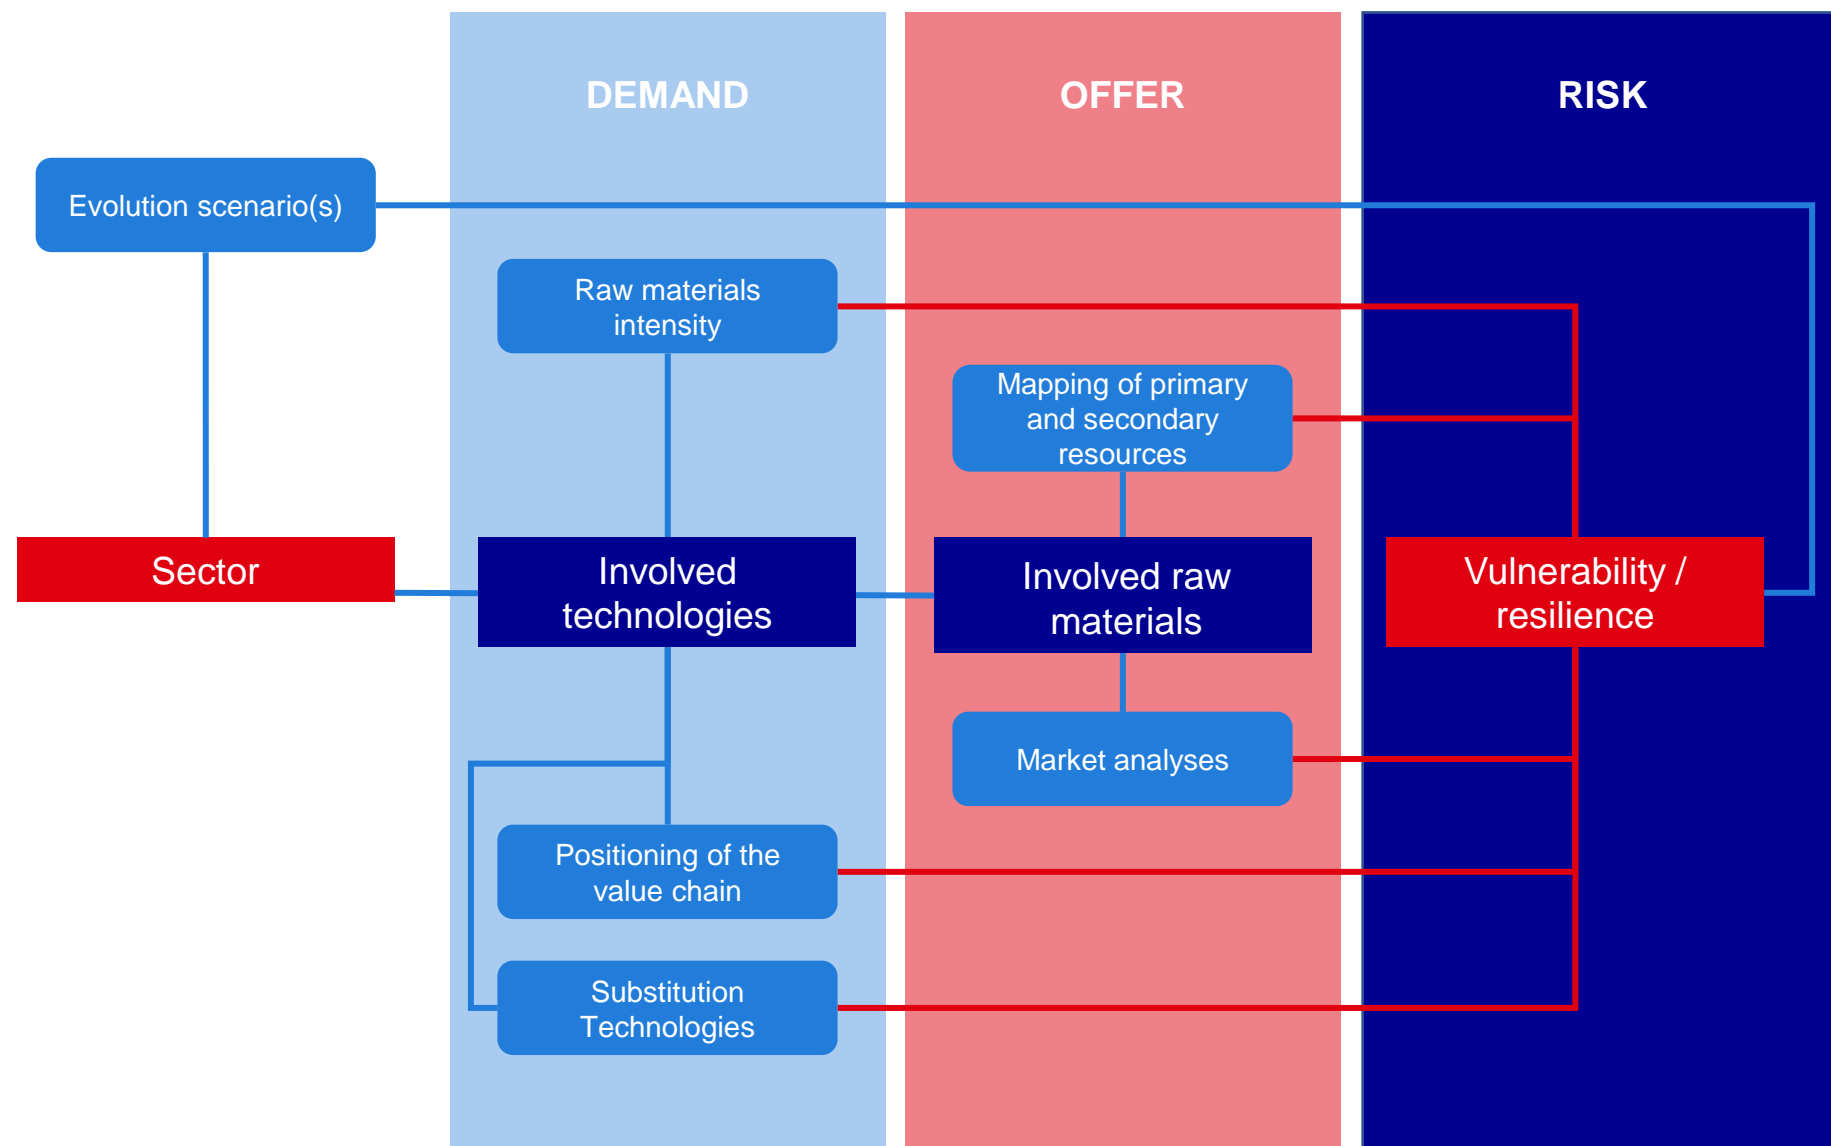 DEMAND
OFFER
RISK
Evolution scenario(s)
Raw materials
intensity
Mapping of primary
and secondary
resources
Sector
Involved
technologies
Involved raw
materials
Vulnerability /
resilience
Market analyses
Positioning of the
value chain
Substitution
Technologies